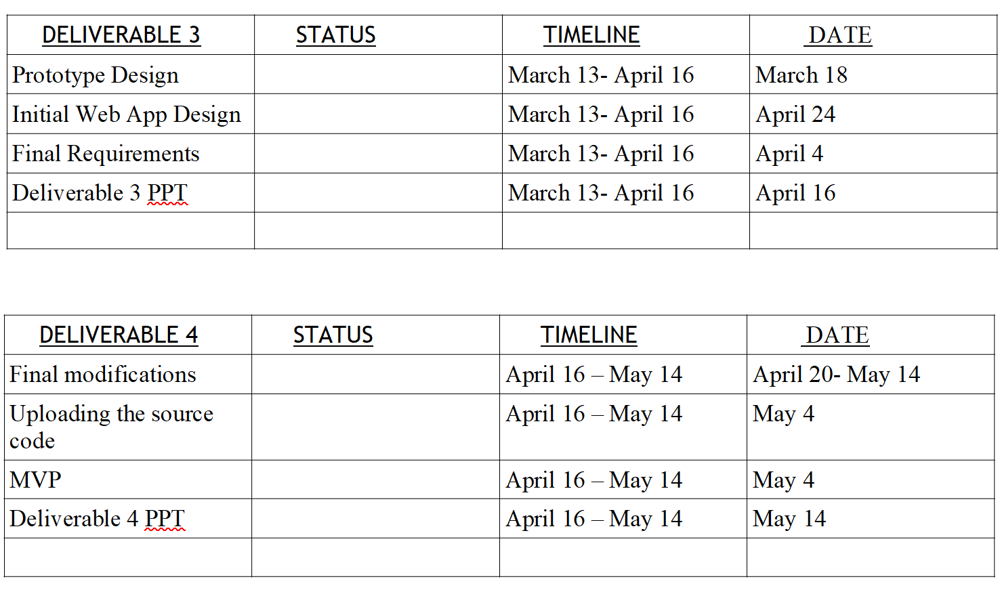 DELIVERABLE 3 STATUS TIMELINE DATE
Prototype Design March 13- April 16 March 18
Initial Web App Design March 13- April 16 April 24
Final Requirements March 13- April 16 April 4
Deliverable 3 PPT March 13- April 16 April 16
DELIVERABLE 4 STATUS TIMELINE DATE
Final modifications April 16 – May 14 April 20- May 14
Uploading the source April 16 – May 14 May 4
code
MVP April 16 – May 14 May 4
Deliverable 4 PPT April 16 – May 14 May 14